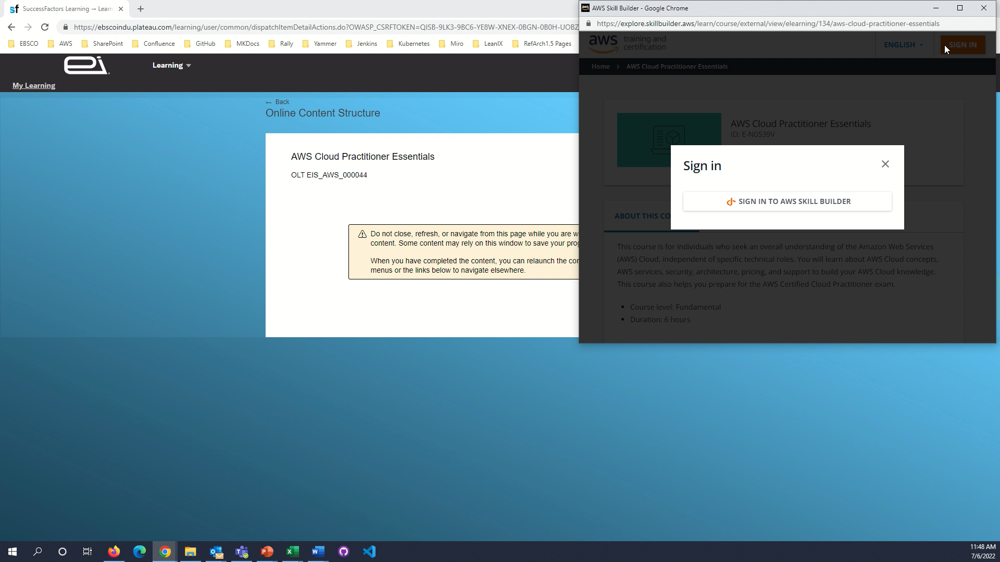 SuccessFactors Learning → Learn
https://ebscoindu.plateau.com/learning/user/common/dispatchItemDetailActions.do?OWASP_CSRFTOKEN=QISB-9LK3-9BC6-YE8W-XNEX-0BGN-0B0H-UOBZ
EBSCO AWS SharePoint Confluence GitHub MKDocs Rally Yammer Jenkins Kubernetes Miro LeanIX RefArch1.5 Pages
ei Learning
My Learning
← Back
Online Content Structure
AWS Cloud Practitioner Essentials
OLT EIS_AWS_000044
Do not close, refresh, or navigate from this page while you are w
content. Some content may rely on this window to save your prog
When you have completed the content, you can relaunch the cor
menus or the links below to navigate elsewhere.
AWS Skill Builder - Google Chrome
https://explore.skillbuilder.aws/learn/course/external/view/elearning/134/aws-cloud-practitioner-essentials
aws training and
certification
ENGLISH
SIGN IN
Home > AWS Cloud Practitioner Essentials
AWS Cloud Practitioner Essentials
ID: E-N0539V
Sign in
SIGN IN TO AWS SKILL BUILDER
ABOUT THIS CO
This course is for individuals who seek an overall understanding of the Amazon Web Services
(AWS) Cloud, independent of specific technical roles. You will learn about AWS Cloud concepts,
AWS services, security, architecture, pricing, and support to build your AWS Cloud knowledge.
This course also helps you prepare for the AWS Certified Cloud Practitioner exam.
• Course level: Fundamental
• Duration: 6 hours
11:48 AM
7/6/2022